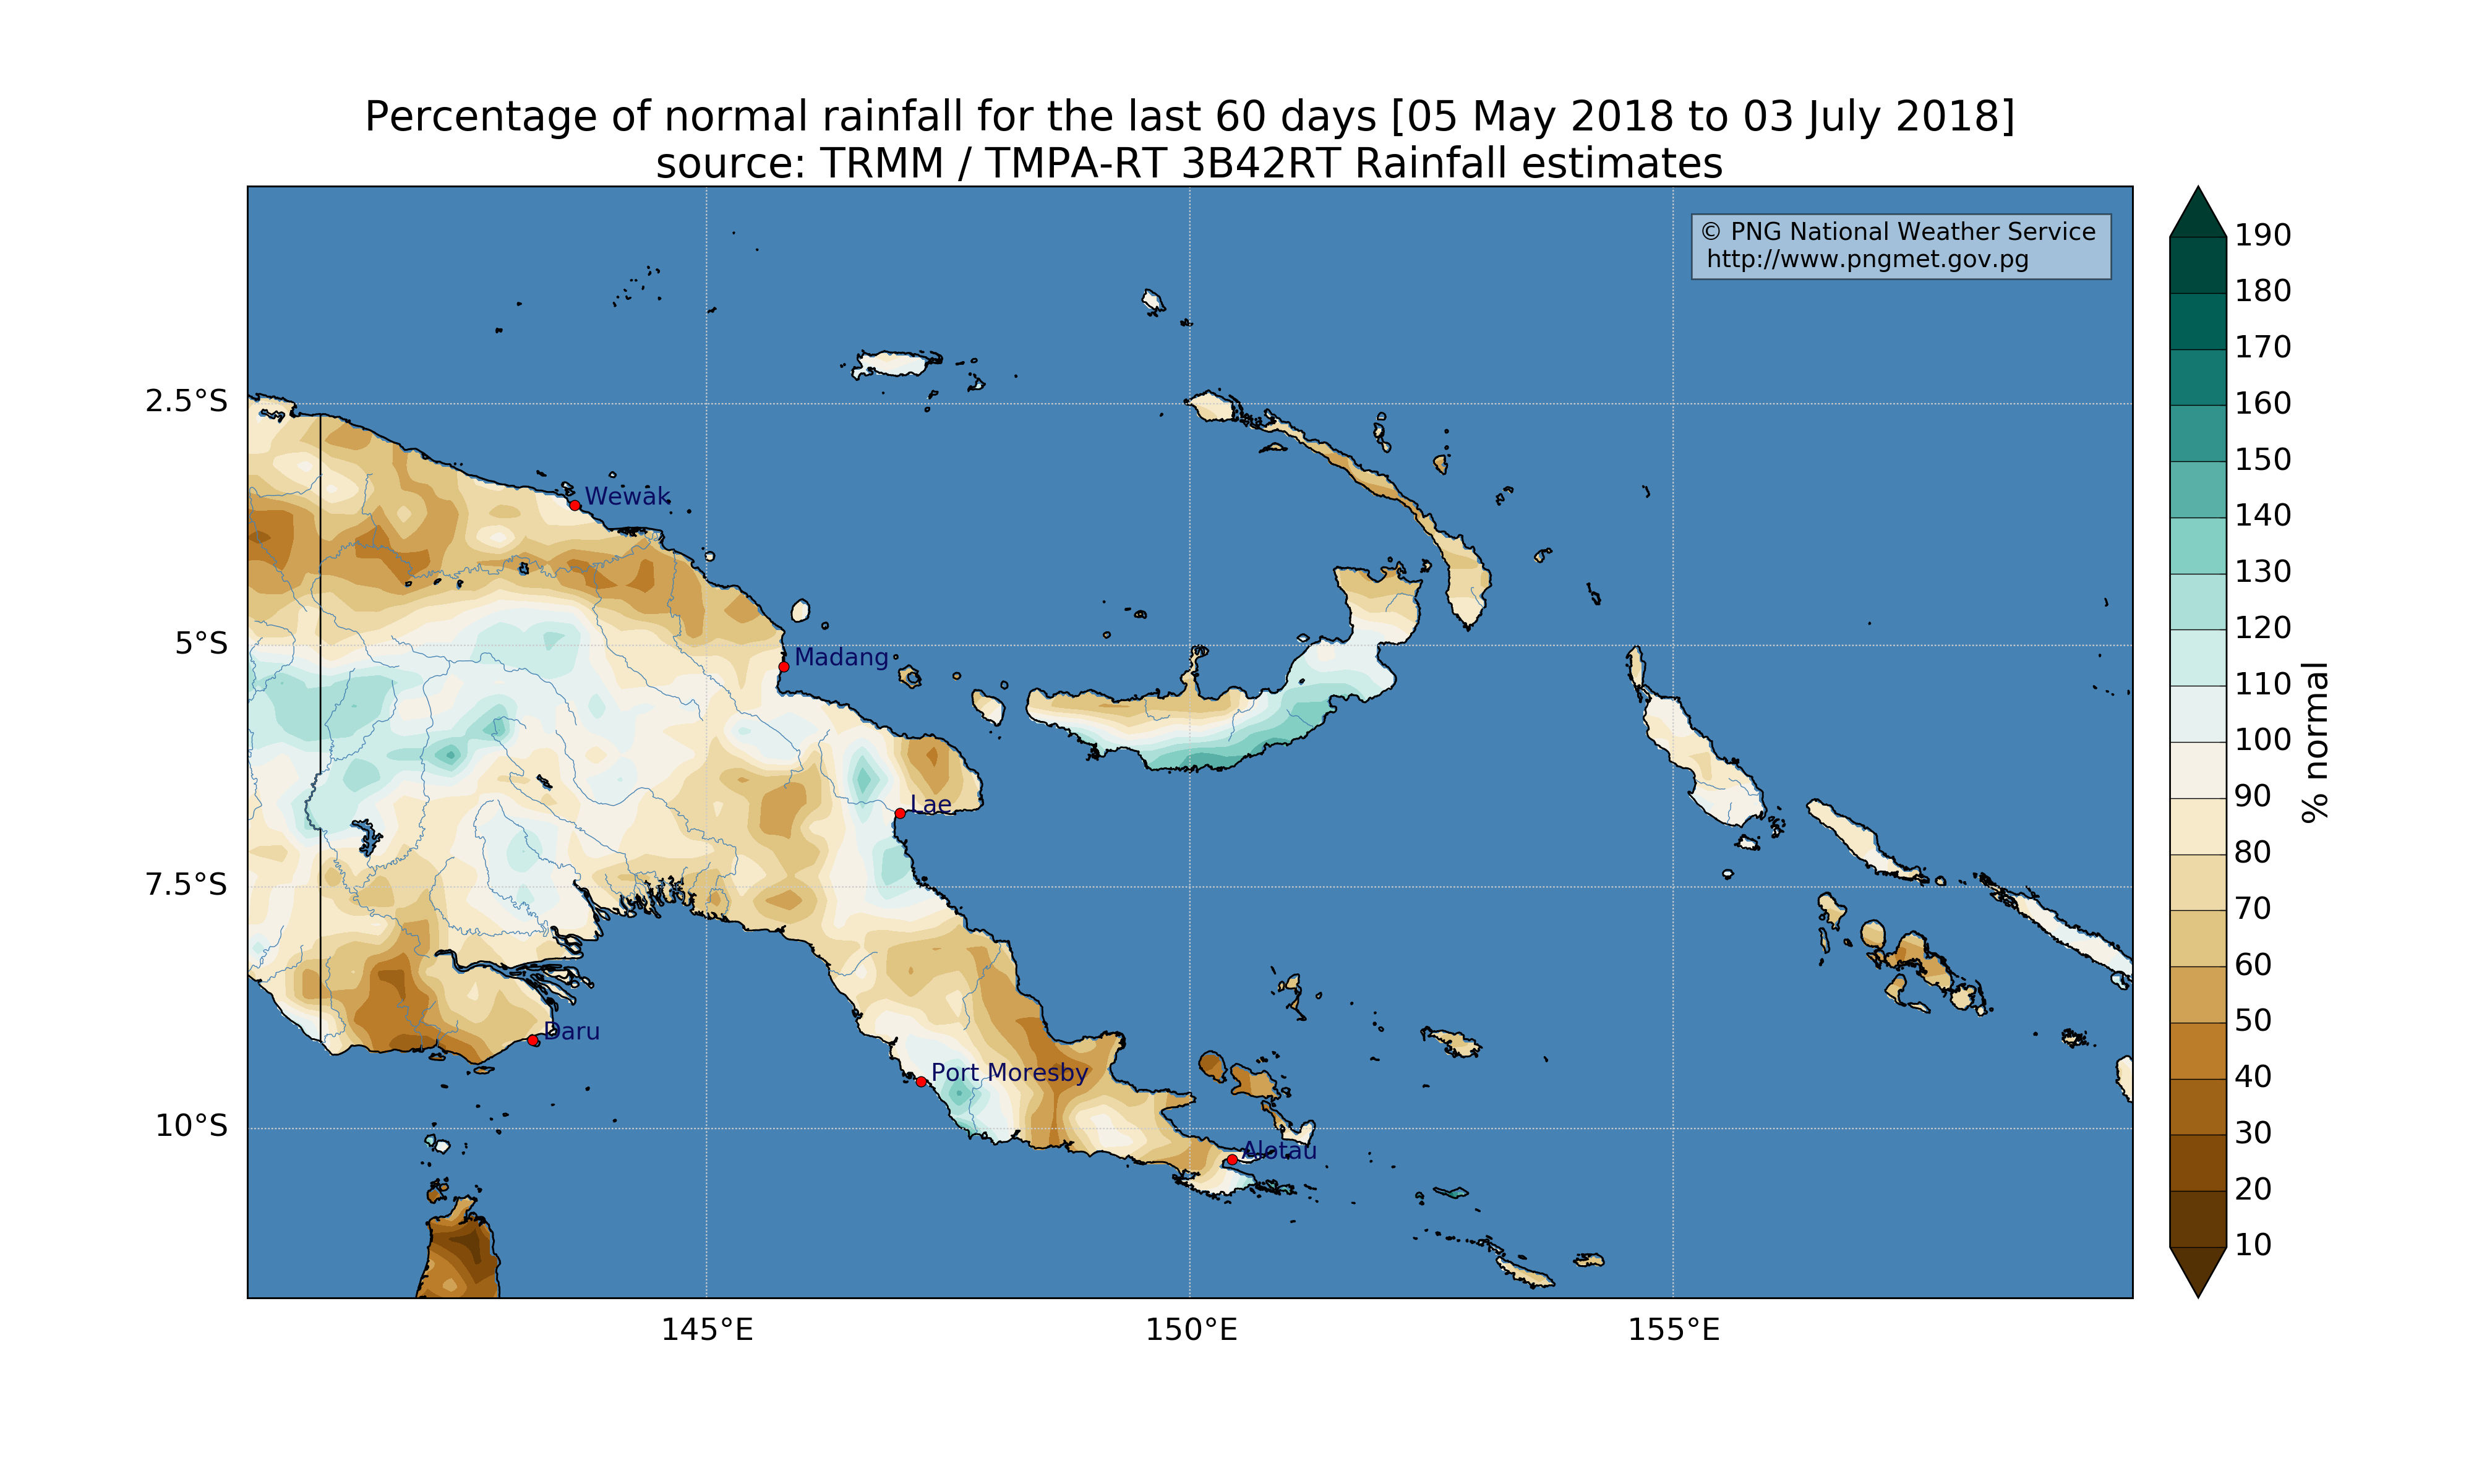 Percentage of normal rainfall for the last 60 days [05 May 2018 to 03 July 2018]
source: TRMM / TMPA-RT 3B42RT Rainfall estimates
© PNG National Weather Service
http://www.pngmet.gov.pg
2.5°S
5°S
7.5°S
10°S
Wewak
Madang
Lae
Daru
Port Moresby
Alotau
145°E
150°E
155°E
190
180
170
160
150
140
130
120
110
100
90
80
70
60
50
40
30
20
10
% normal